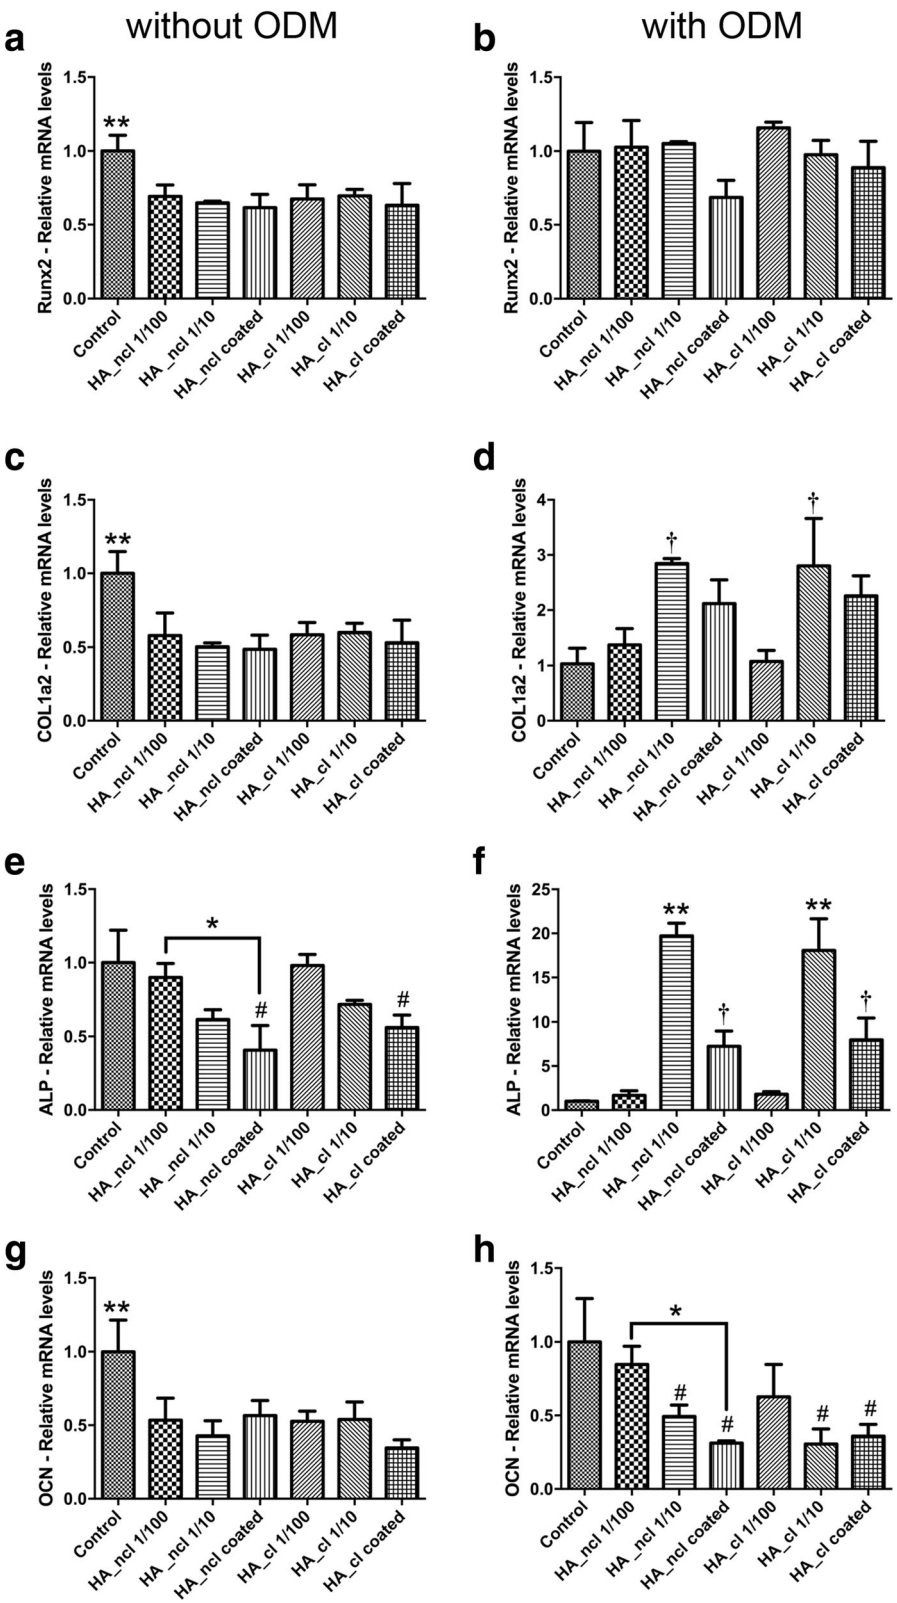 without ODM
with ODM
a
Runx2 - Relative mRNA levels
1.5
1.0
0.5
0.0
**
Control
HA_ncl 1/100
HA_ncl 1/10
HA_ncl coated
HA_cl 1/100
HA_cl 1/10
HA_cl coated
b
Runx2 - Relative mRNA levels
1.5
1.0
0.5
0.0
Control
HA_ncl 1/100
HA_ncl 1/10
HA_ncl coated
HA_cl 1/100
HA_cl 1/10
HA_cl coated
c
COL1a2 - Relative mRNA levels
1.5
1.0
0.5
0.0
**
Control
HA_ncl 1/100
HA_ncl 1/10
HA_ncl coated
HA_cl 1/100
HA_cl 1/10
HA_cl coated
d
COL1a2 - Relative mRNA levels
4
3
2
1
0
†
†
Control
HA_ncl 1/100
HA_ncl 1/10
HA_ncl coated
HA_cl 1/100
HA_cl 1/10
HA_cl coated
e
ALP - Relative mRNA levels
1.5
1.0
0.5
0.0
*
#
#
Control
HA_ncl 1/100
HA_ncl 1/10
HA_ncl coated
HA_cl 1/100
HA_cl 1/10
HA_cl coated
f
ALP - Relative mRNA levels
25
20
15
10
5
0
**
†
**
†
Control
HA_ncl 1/100
HA_ncl 1/10
HA_ncl coated
HA_cl 1/100
HA_cl 1/10
HA_cl coated
g
OCN - Relative mRNA levels
1.5
1.0
0.5
0.0
**
Control
HA_ncl 1/100
HA_ncl 1/10
HA_ncl coated
HA_cl 1/100
HA_cl 1/10
HA_cl coated
h
OCN - Relative mRNA levels
1.5
1.0
0.5
0.0
*
#
#
#
#
Control
HA_ncl 1/100
HA_ncl 1/10
HA_ncl coated
HA_cl 1/100
HA_cl 1/10
HA_cl coated